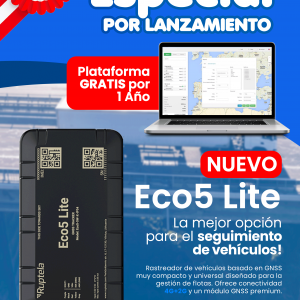 Especial
POR LANZAMIENTO
Plataforma
GRATIS por
1 Año
NUEVO
Eco5 Lite
La mejor opción
para el seguimiento
de vehículos!
Rastreador de vehículos basado en GNSS
muy compacto y universal diseñado para la
gestión de flotas. Ofrece conectividad
4G+2G y un módulo GNSS premium.
Eco5 Lite
Ruptela